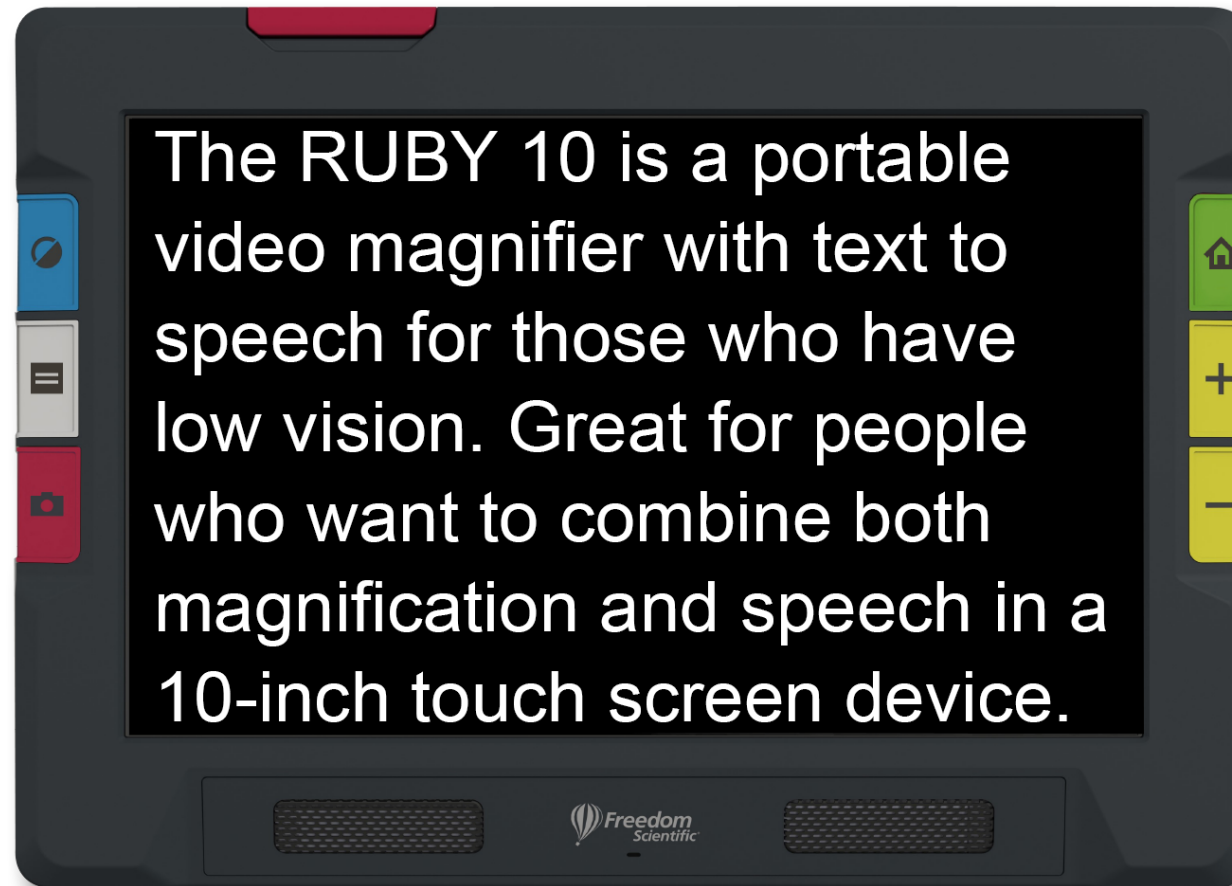 The RUBY 10 is a portable
video magnifier with text to
speech for those who have
low vision. Great for people
who want to combine both
magnification and speech in a
10-inch touch screen device.
Freedom
Scientific